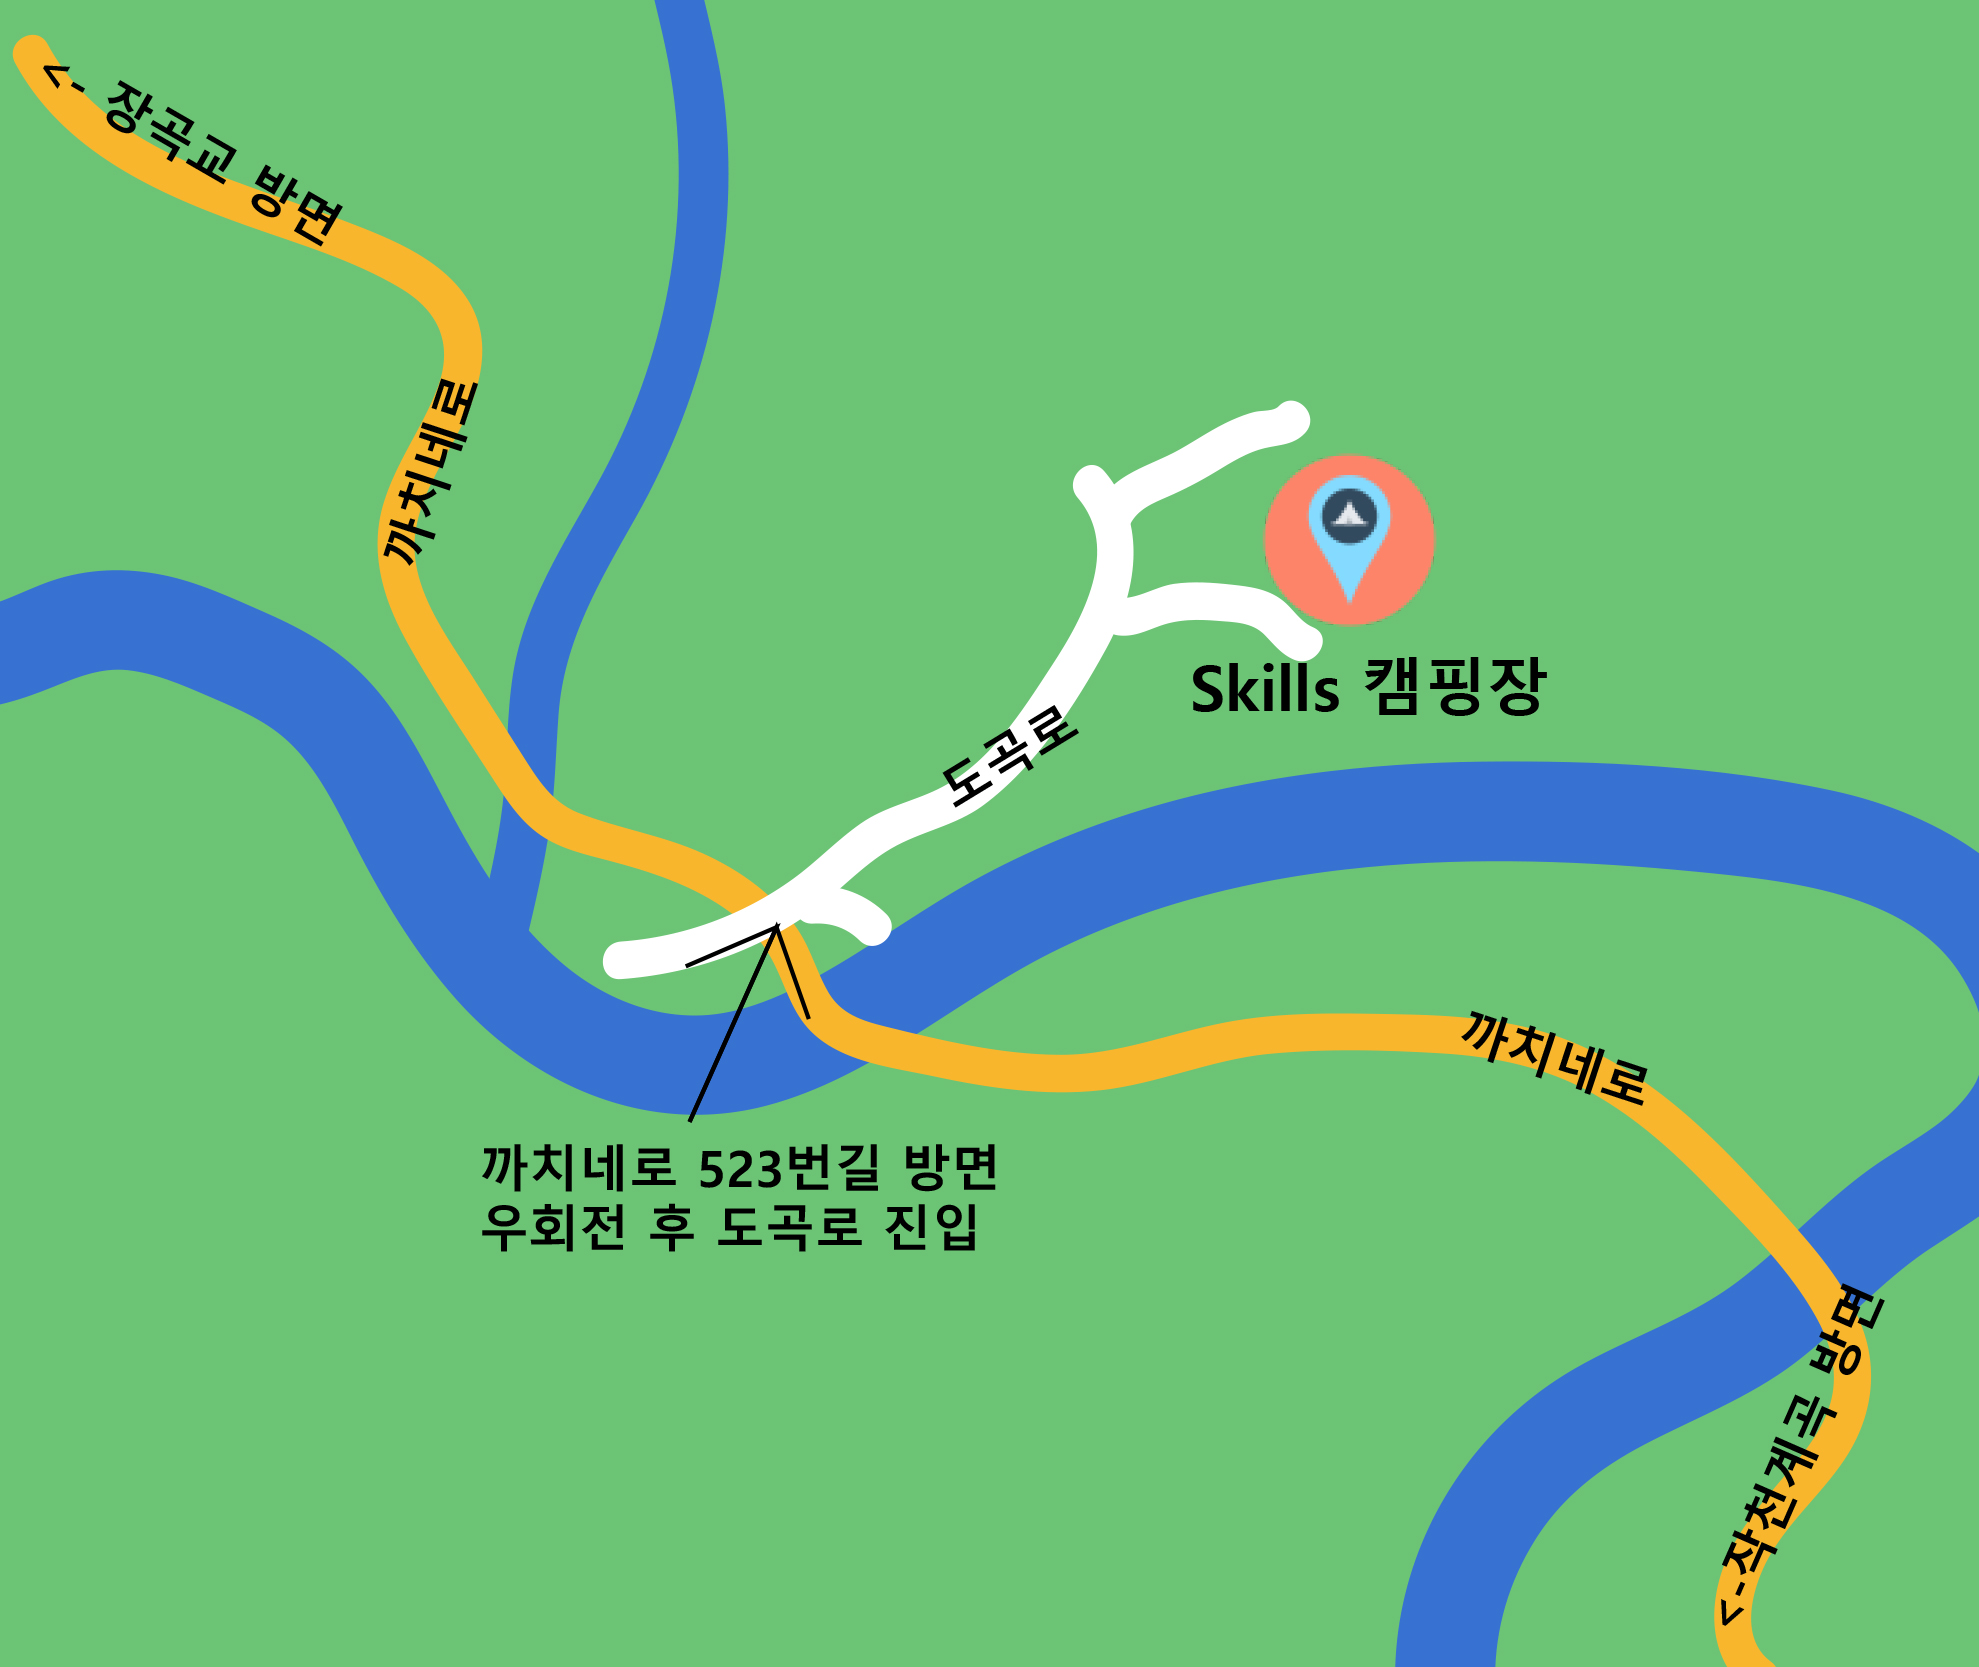 <- 장곡교 방면
까치네로
도곡로
Skills 캠핑장
까치네로
까치네로 523번길 방면
우회전 후 도곡로 진입
<-작천계곡 방면